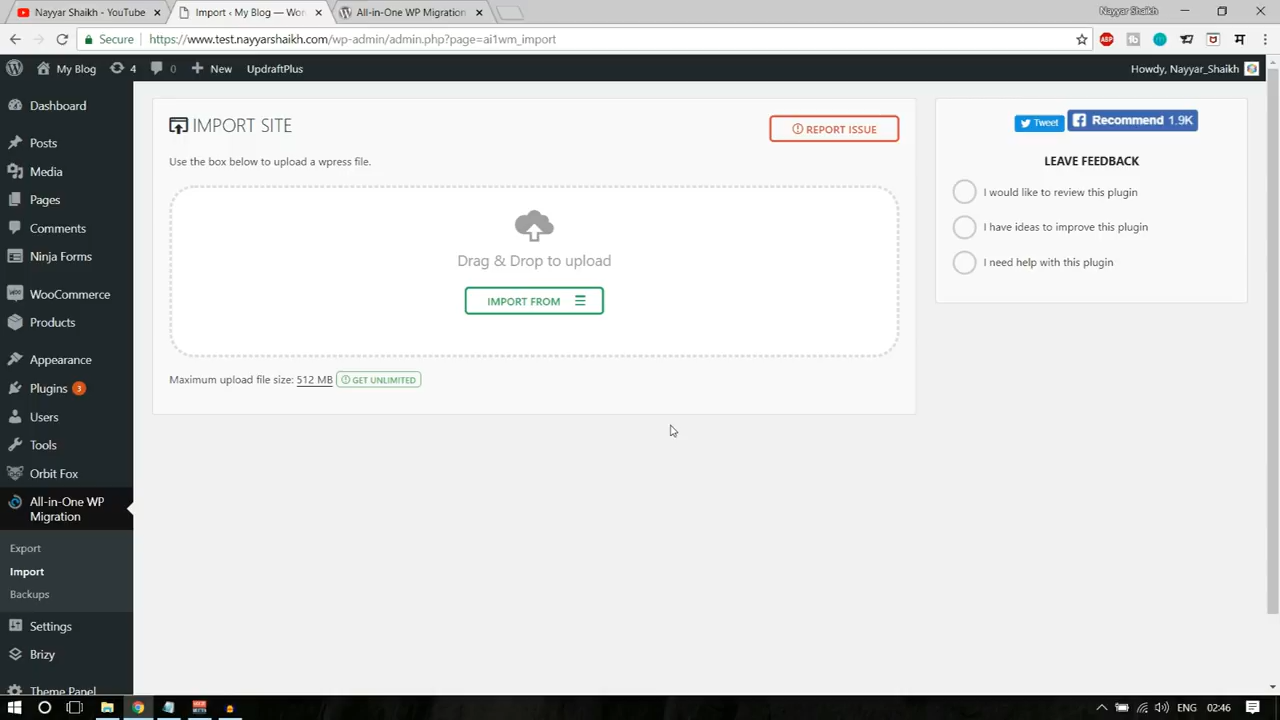 Nayyar Shaikh - YouTube
Import ‹ My Blog — Wor
All-in-One WP Migration
Nayyar Shaikh
Secure
https://www.test.nayyarshaikh.com/wp-admin/admin.php?page=ai1wm_import
ABP
My Blog
4
0
New
UpdraftPlus
Howdy, Nayyar_Shaikh
Dashboard
Posts
Media
Pages
Comments
Ninja Forms
WooCommerce
Products
Appearance
Plugins 3
Users
Tools
Orbit Fox
All-in-One WP
Migration
Export
Import
Backups
Settings
Brizy
Theme Panel
IMPORT SITE
REPORT ISSUE
Use the box below to upload a wpress file.
Drag & Drop to upload
IMPORT FROM
Maximum upload file size: 512 MB
GET UNLIMITED
Tweet
Recommend 1.9K
LEAVE FEEDBACK
I would like to review this plugin
I have ideas to improve this plugin
I need help with this plugin
ENG
02:46